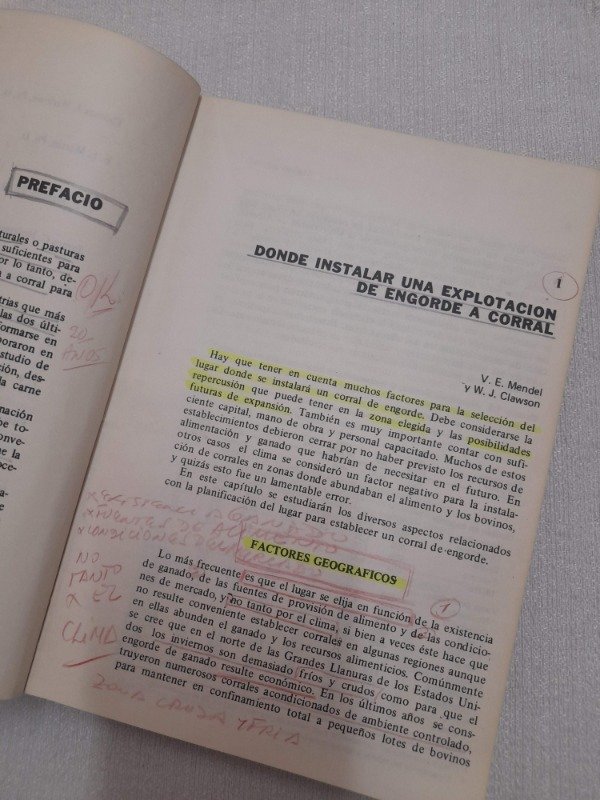 PREFACIO
turales o pasturas
suficientes para
or lo tanto, de-
a corral para
OK
trias que más
las dos últi-
formarse en
boraron en
studio de
ción, des-
la carne
20
AÑOS
mación
te to-
nve-
que
oce-
1
DONDE INSTALAR UNA EXPLOTACION
DE ENGORDE A CORRAL
V. E. Mendel
y W. J. Clawson
Hay que tener en cuenta muchos factores para la selección del
lugar donde se instalará un corral de engorde. Debe considerarse la
repercusión que puede tener en la zona elegida y las posibilidades
futuras de expansión. También es muy importante contar con sufi-
ciente capital, mano de obra y personal capacitado. Muchos de estos
establecimientos debieron cerrar por no haber previsto los recursos de
alimentación y ganado que habrían de necesitar en el futuro. En
otros casos el clima se consideró un factor negativo para la instala-
ción de corrales en zonas donde abundaban el alimento y los bovinos,
y quizás esto fue un lamentable error.
En este capítulo se estudiarán los diversos aspectos relacionados
con la planificación del lugar para establecer un corral de engorde.
FACTORES GEOGRAFICOS
1
NO
TANTO
X EL
CLIMA
Lo más frecuente es que el lugar se elija en función de la existencia
de ganado, de las fuentes de provisión de alimento y de las condicio-
nes de mercado, y no tanto por el clima, si bien a veces éste hace que
no resulte conveniente establecer corrales en algunas regiones aunque
en ellas abunden el ganado y los recursos alimenticios. Comúnmente
se cree que en el norte de las Grandes Llanuras de los Estados Uni-
dos los inviernos son demasiado fríos y crudos como para que el
engorde de ganado resulte económico. En los últimos años se cons-
truyeron numerosos corrales acondicionados de ambiente controlado,
para mantener en confinamiento total a pequeños lotes de bovinos
ZONA CRUDA Y FRIA